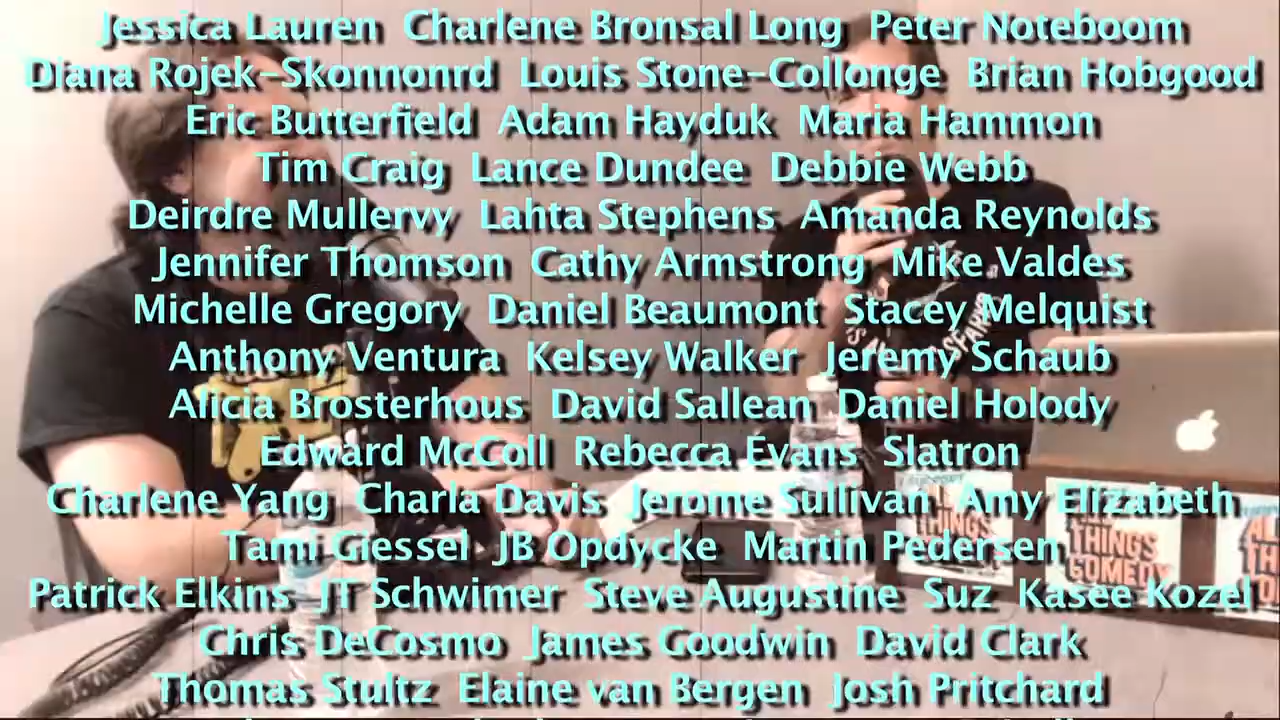 Jessica Lauren Charlene Bronsal Long Peter Noteboom
Diana Rojek-Skonnonrd Louis Stone-Collonge Brian Hobgood
Eric Butterfield Adam Hayduk Maria Hammon
Tim Craig Lance Dundee Debbie Webb
Deirdre Mullervy Lahta Stephens Amanda Reynolds
Jennifer Thomson Cathy Armstrong Mike Valdes
Michelle Gregory Daniel Beaumont Stacey Melquist
Anthony Ventura Kelsey Walker Jeremy Schaub
Alicia Brosterhous David Sallean Daniel Holody
Edward McColl Rebecca Evans Slatron
Charlene Yang Charla Davis Jerome Sullivan Amy Elizabeth
Tami Giessel JB Opdycke Martin Pedersen
Patrick Elkins JT Schwimer Steve Augustine Suz Kasee Kozel
Chris DeCosmo James Goodwin David Clark
Thomas Stultz Elaine van Bergen Josh Pritchard
THINGS
THINGS
COMEDY